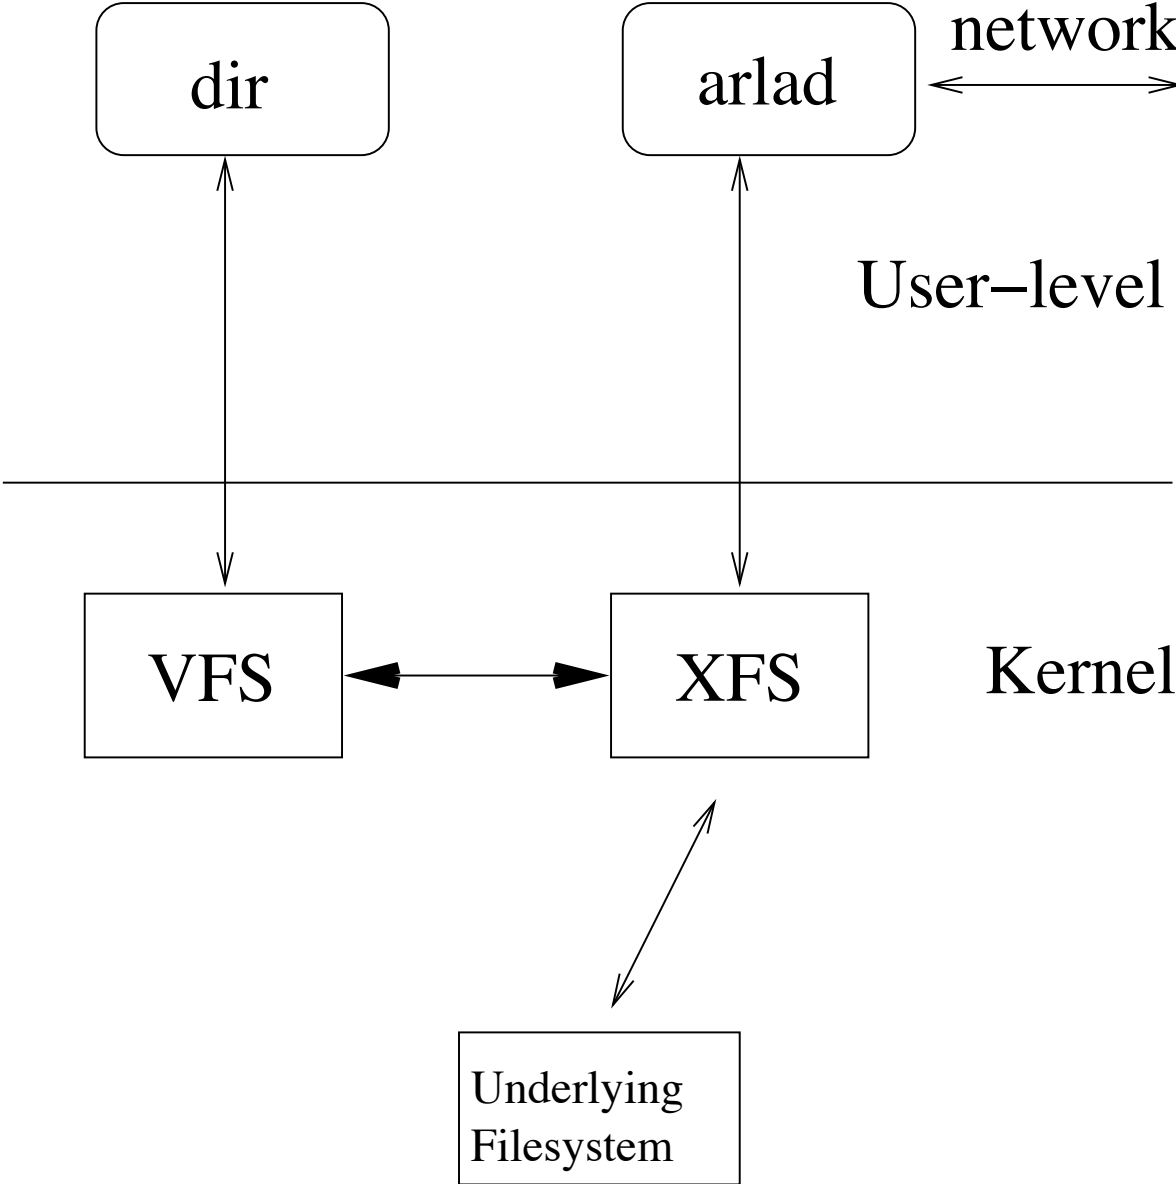 dir
arlad
network
User−level
VFS
XFS
Kernel
Underlying
Filesystem